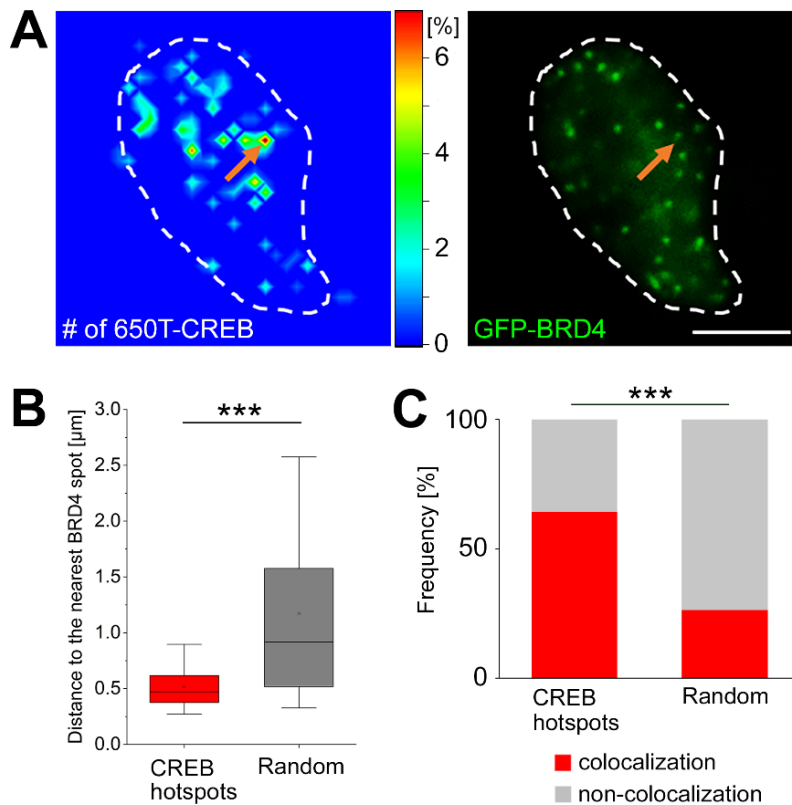 A
[%]
6
4
2
0
# of 650T-CREB
GFP-BRD4
B
Distance to the nearest BRD4 spot [µm]
3.0
2.5
2.0
1.5
1.0
0.5
0.0
***
CREB
hotspots
Random
C
Frequency [%]
100
50
0
***
CREB
hotspots
Random
colocalization
non-colocalization